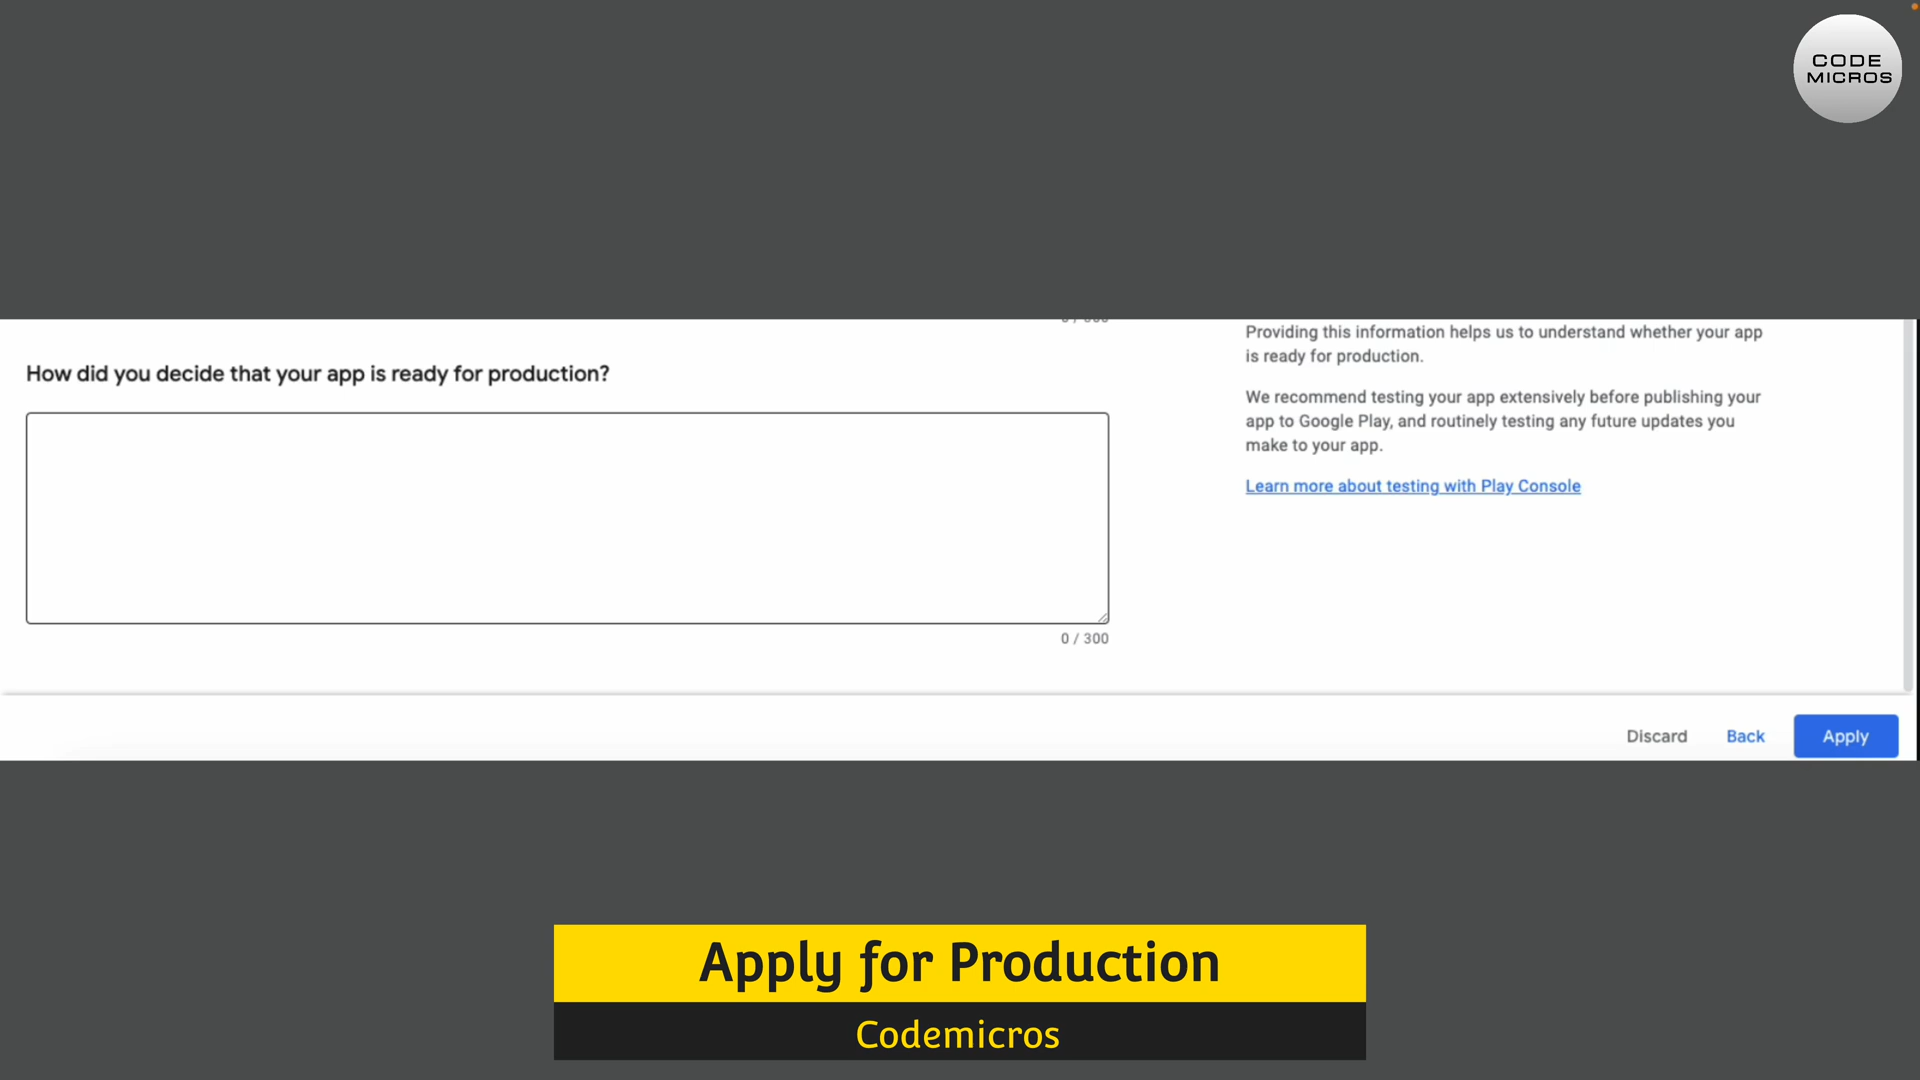 CODE
MICROS
How did you decide that your app is ready for production?
0 / 300
Providing this information helps us to understand whether your app
is ready for production.
We recommend testing your app extensively before publishing your
app to Google Play, and routinely testing any future updates you
make to your app.
Learn more about testing with Play Console
Discard
Back
Apply
Apply for Production
Codemicros